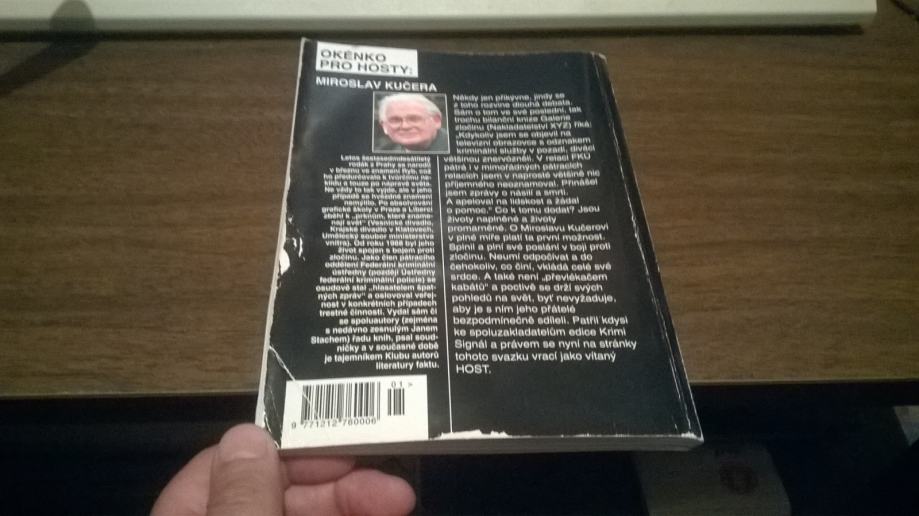 OKÉNKO
PRO HOSTY:
MIROSLAV KUČERA
Letos šestasedmdesátiletý
rodák z Prahy se narodil
v březnu ve znamení Ryb, což
ho předurčovalo k tvůrčímu ne-
klidu a touze po nápravě světa.
Ne vždy to tak vyjde, ale v jeho
případě se hvězdné znamení
nemýlilo. Po absolvování
grafické školy v Praze a Liberci
zběhl k „prknům, které zname-
nají svět" (Vesnické divadlo,
Krajské divadlo v Klatovech,
Umělecký soubor ministerstva
vnitra). Od roku 1968 byl jeho
život spojen s bojem proti
zločinu. Jako člen pátracího
oddělení Federální kriminální
ústředny (později Ústředny
federální kriminální policie) se
osudově stal „hlasatelem špat-
ných zpráv" a oslovoval veřej-
nost v konkrétních případech
trestné činnosti. Vydal sám či
se spoluautory (zejména
s nedávno zesnulým Janem
Stachem) řadu knih, psal soud-
ničky a v současné době
je tajemníkem Klubu autorů
literatury faktu.
Někdy jen přikývne, jindy se
z toho rozvine dlouhá debata.
Sám o tom ve své poslední, tak
trochu bilanční knize Galerie
zločinu (Nakladatelství XYZ) říká:
„Kdykoliv jsem se objevil na
televizní obrazovce s odznakem
kriminální služby v pozadí, diváci
většinou znervózněli. V relaci FKÚ
pátrá i v mimořádných pátracích
relacích jsem v naprosté většině nic
příjemného neoznamoval. Přinášel
jsem zprávy o násilí a smrti.
A apeloval na lidskost a žádal
o pomoc." Co k tomu dodat? Jsou
životy naplněné a životy
promarněné. O Miroslavu Kučerovi
v plné míře platí ta první možnost.
Splnil a plní své poslání v boji proti
zločinu. Neumí odpočívat a do
čehokoliv, co činí, vkládá celé své
srdce. A také není „převlékačem
kabátů" a poctivě se drží svých
pohledů na svět, byť nevyžaduje,
aby je s ním jeho přátelé
bezpodmínečně sdíleli. Patřil kdysi
ke spoluzakladatelům edice Krimi
Signál a právem se nyní na stránky
tohoto svazku vrací jako vítaný
HOST.
01 >
9 771212 760006